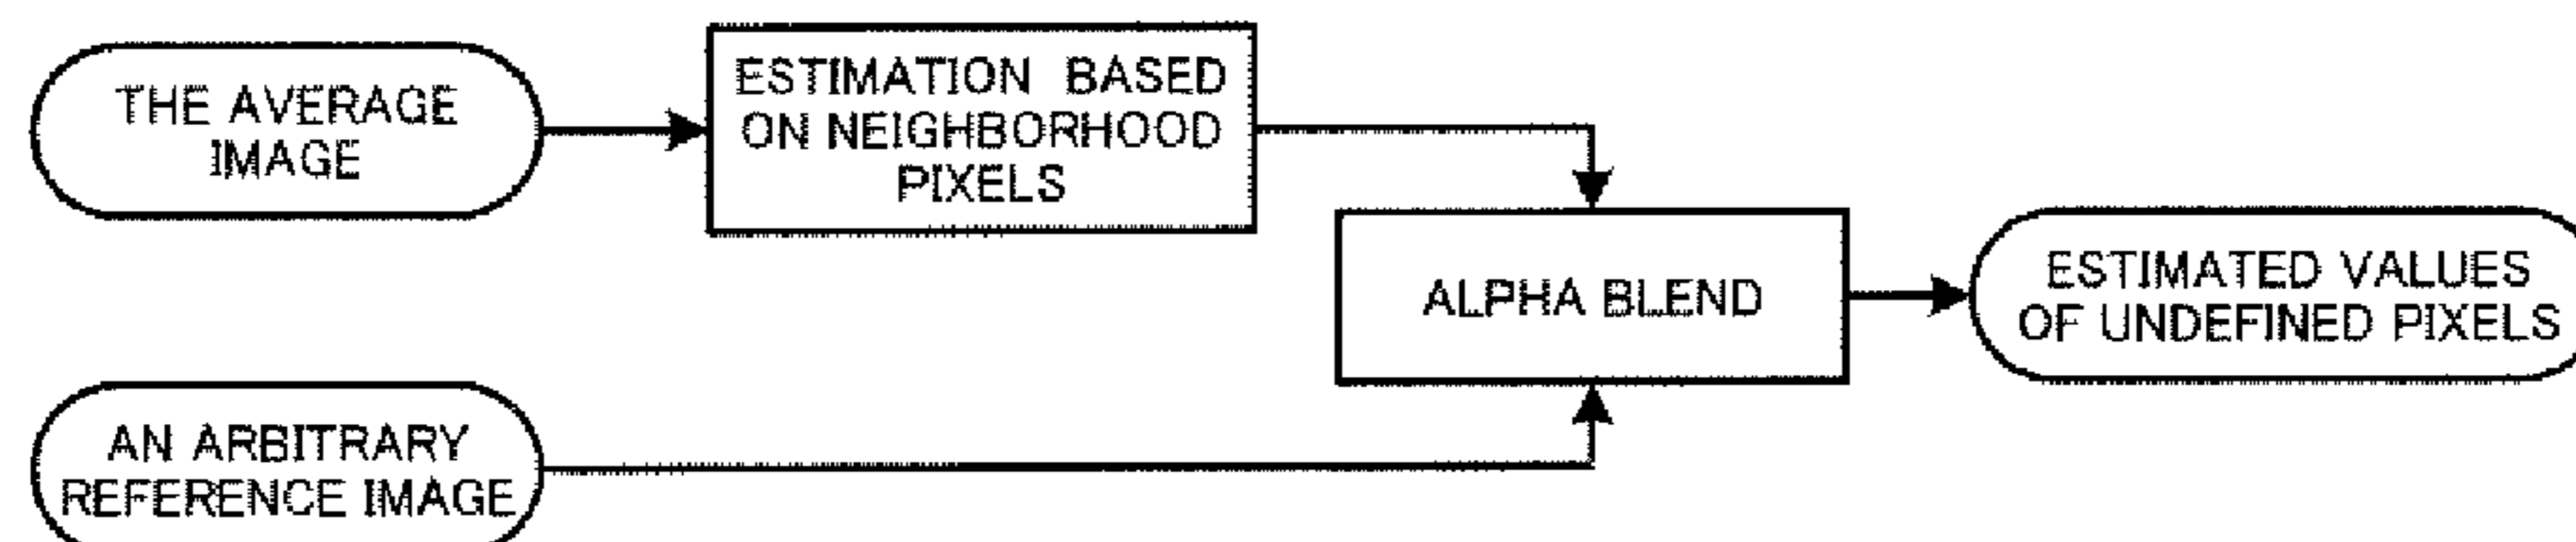 THE AVERAGE
IMAGE
ESTIMATION BASED
ON NEIGHBORHOOD
PIXELS
ALPHA BLEND
ESTIMATED VALUES
OF UNDEFINED PIXELS
AN ARBITRARY
REFERENCE IMAGE